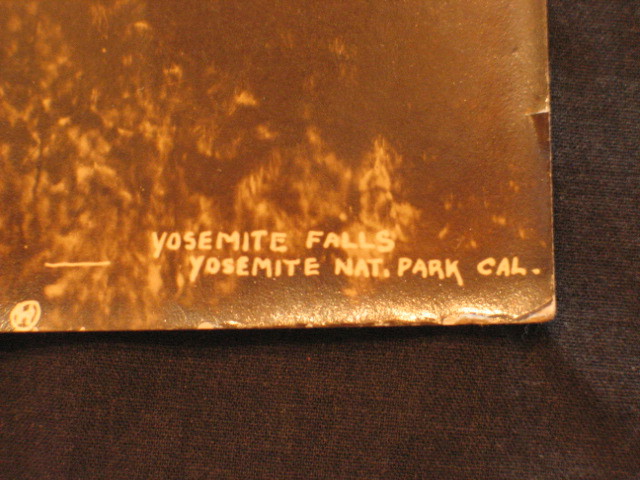 YOSEMITE FALLS
YOSEMITE NAT. PARK CAL.
H